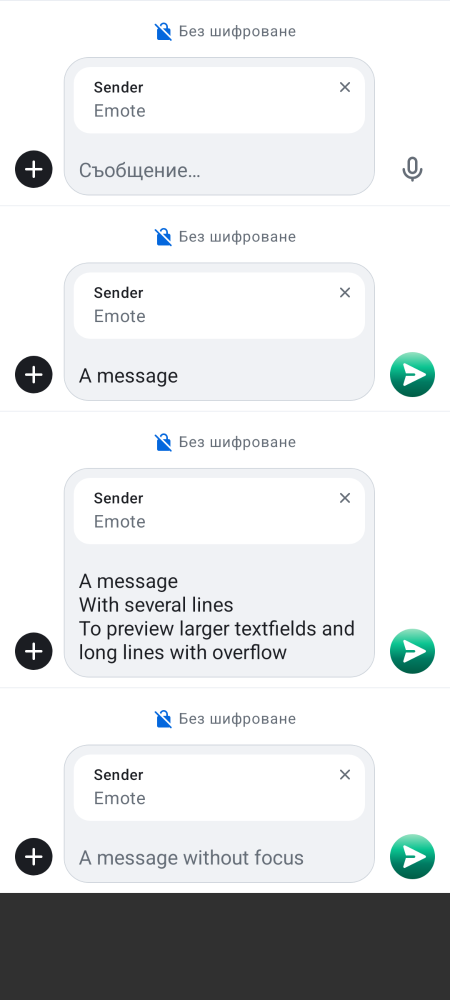 Без шифроване
Sender
Emote
Съобщение...
Без шифроване
Sender
Emote
A message
Без шифроване
Sender
Emote
A message
With several lines
To preview larger textfields and
long lines with overflow
Без шифроване
Sender
Emote
A message without focus